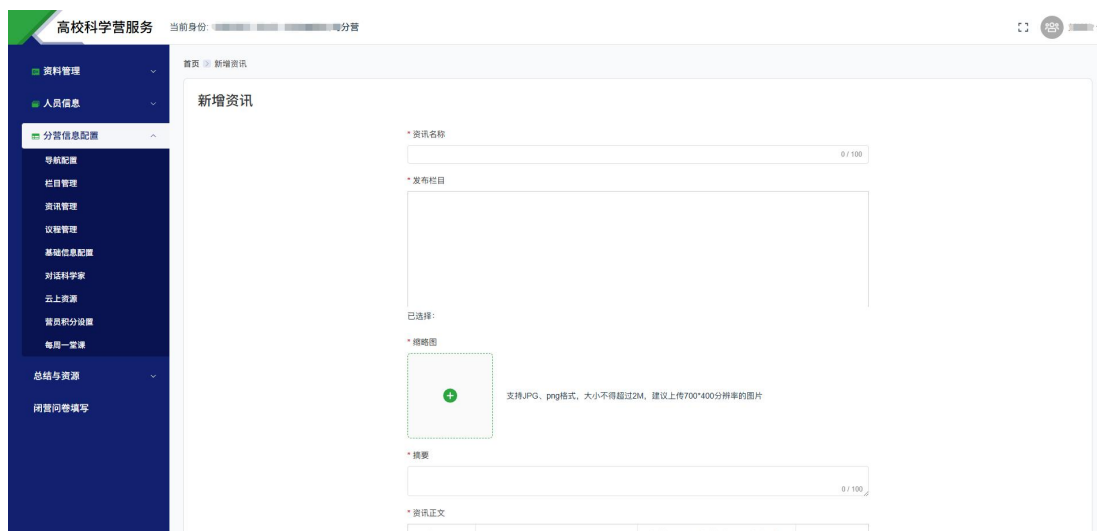 高校科学营服务
当前身份:
分营
资料管理
人员信息
分营信息配置
导航配置
栏目管理
资讯管理
议程管理
基础信息配置
对话科学家
云上资源
营员积分设置
每周一堂课
总结与资源
闭营问卷填写
首页 新增资讯
新增资讯
* 资讯名称
0 / 100
* 发布栏目
已选择:
* 缩略图
支持JPG、png格式，大小不得超过2M，建议上传700*400分辨率的图片
* 摘要
0 / 100
* 资讯正文